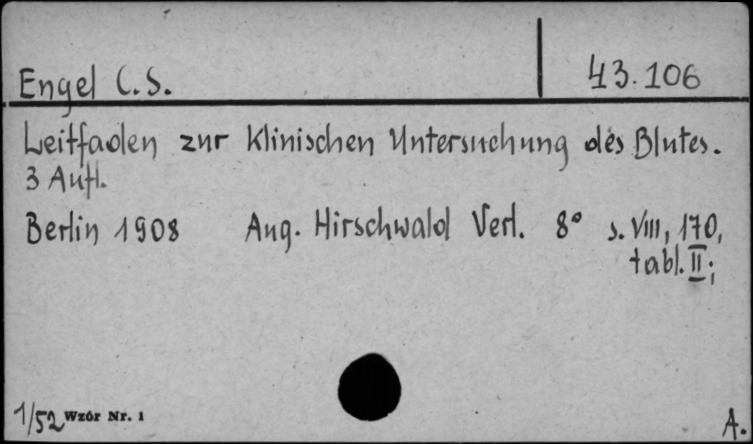 Engel C.S.
43.106
Leitfaden zur klinischen Untersuchung des Blutes.
3 Aufl.
Berlin 1908 Aug. Hirschwald Verl. 8° s. VIII, 170,
tabl. II;
1/52 Wzór Nr. 1
A.